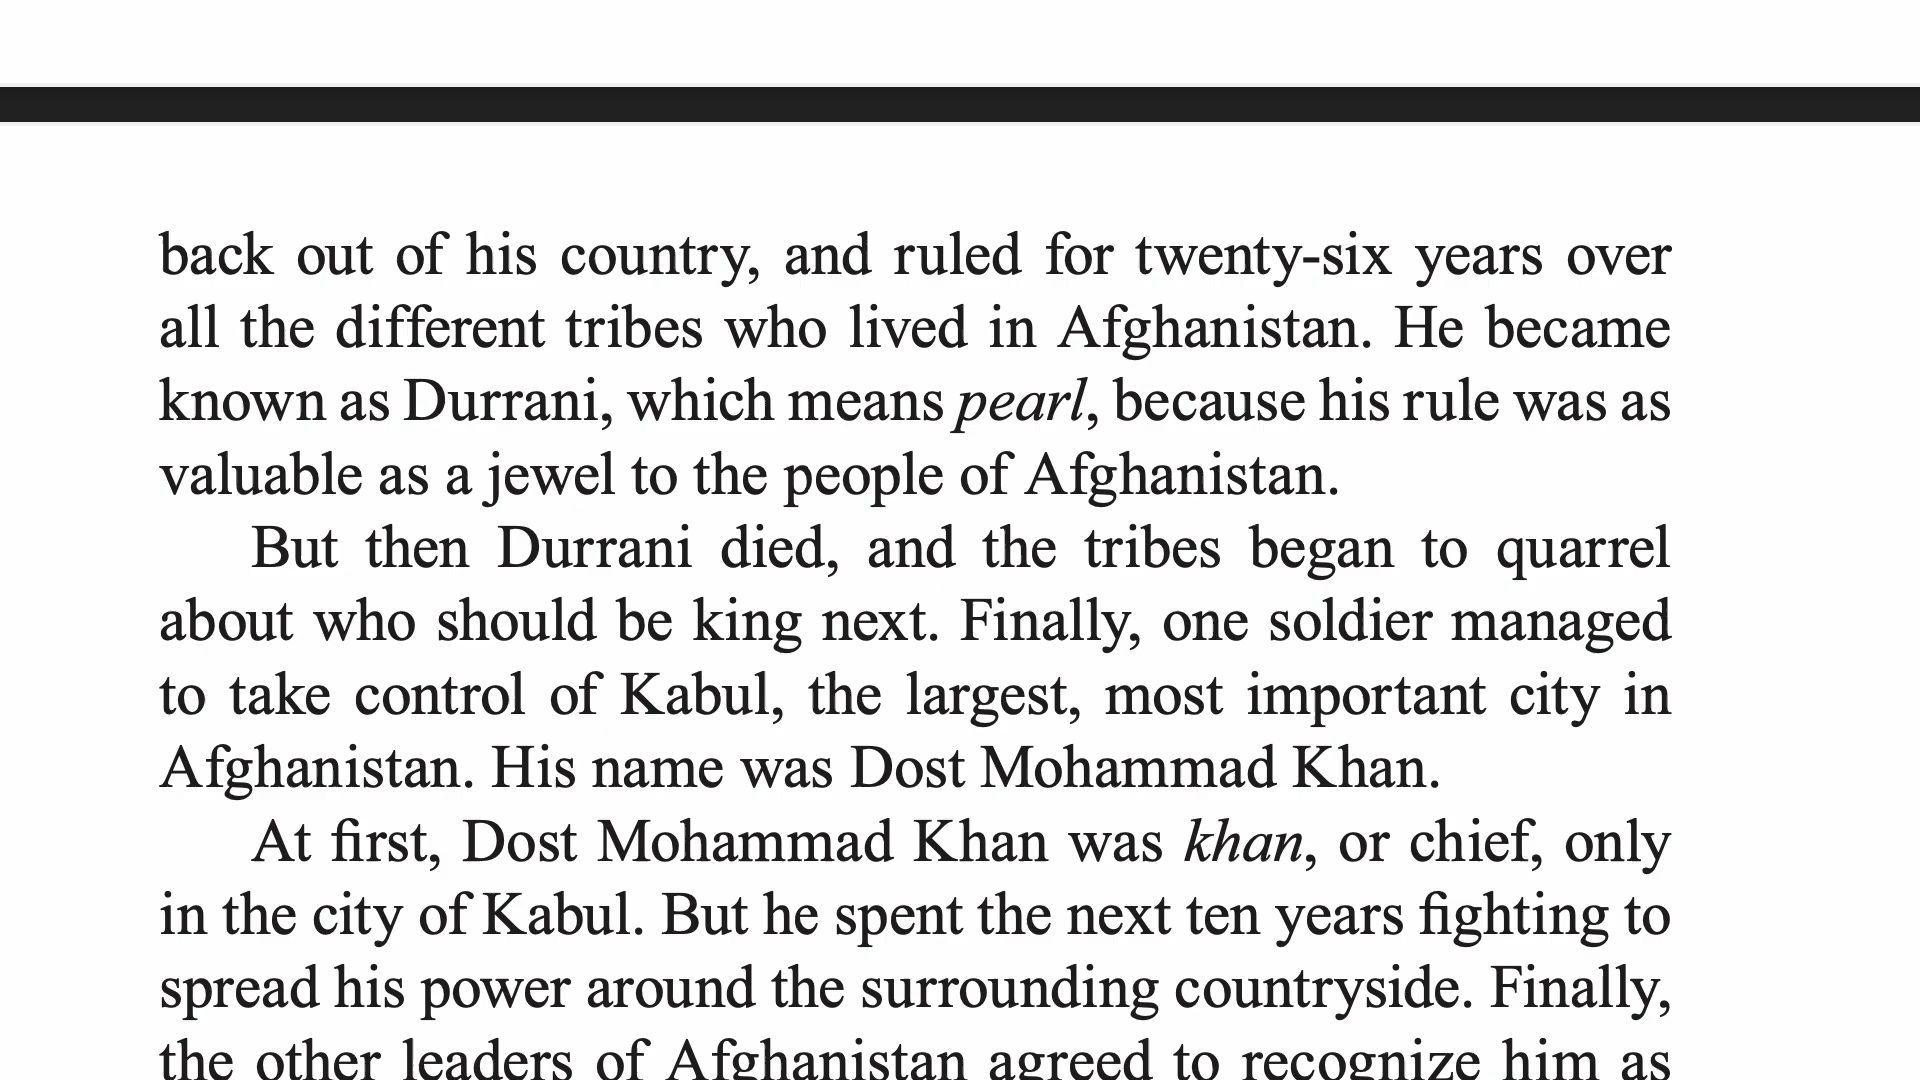 back out of his country, and ruled for twenty-six years over
all the different tribes who lived in Afghanistan. He became
known as Durrani, which means pearl, because his rule was as
valuable as a jewel to the people of Afghanistan.
But then Durrani died, and the tribes began to quarrel
about who should be king next. Finally, one soldier managed
to take control of Kabul, the largest, most important city in
Afghanistan. His name was Dost Mohammad Khan.
At first, Dost Mohammad Khan was khan, or chief, only
in the city of Kabul. But he spent the next ten years fighting to
spread his power around the surrounding countryside. Finally,
the other leaders of Afghanistan agreed to recognize him as